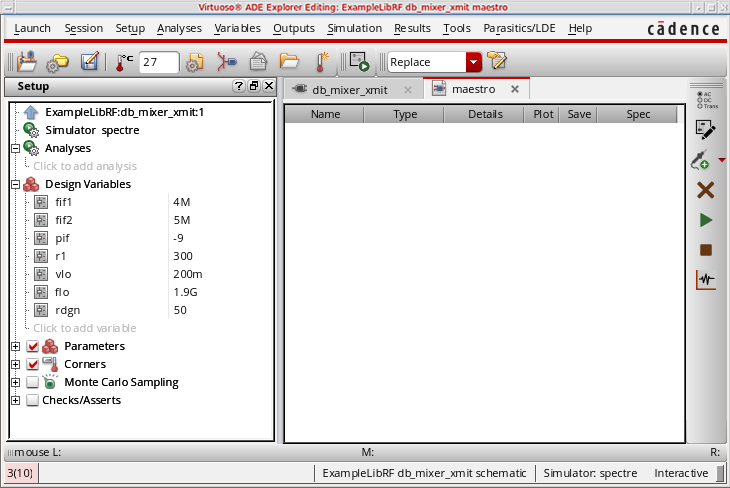 Virtuoso® ADE Explorer Editing: ExampleLibRF db_mixer_xmit maestro
Launch Session Setup Analyses Variables Outputs Simulation Results Tools Parasitics/LDE Help cādence
°C 27 Replace
Setup
ExampleLibRF:db_mixer_xmit:1
Simulator spectre
Analyses
Click to add analysis
Design Variables
fif1 4M
fif2 5M
pif -9
r1 300
vlo 200m
flo 1.9G
rdgn 50
Click to add variable
Parameters
Corners
Monte Carlo Sampling
Checks/Asserts
db_mixer_xmit maestro
Name Type Details Plot Save Spec
AC
DC
Trans
mouse L: M: R:
3(10) ExampleLibRF db_mixer_xmit schematic Simulator: spectre Interactive